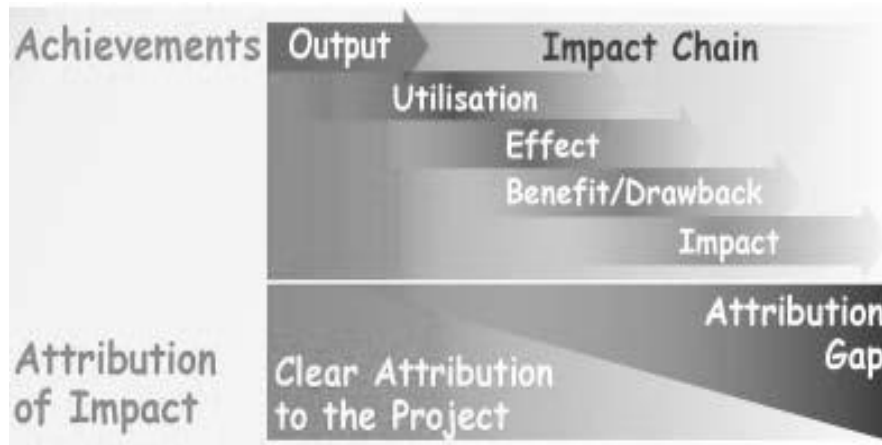 Achievements
Output
Impact Chain
Utilisation
Effect
Benefit/Drawback
Impact
Attribution
of Impact
Clear Attribution
to the Project
Attribution
Gap